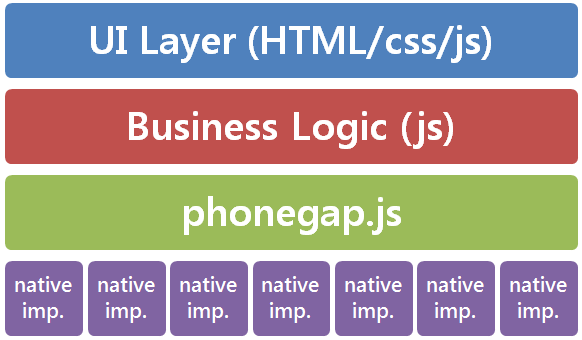 UI Layer (HTML/css/js)
Business Logic (js)
phonegap.js
native native native native native native native
imp. imp. imp. imp. imp. imp. imp.